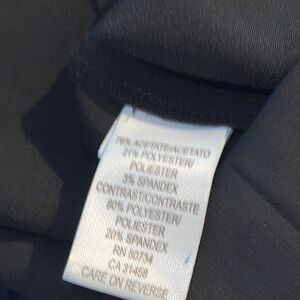 76% ACETATE/ACETATO
21% POLYESTER/
POLIESTER
3% SPANDEX
CONTRAST/CONTRASTE
80% POLYESTER/
POLIESTER
20% SPANDEX
RN 80734
CA 31458
CARE ON REVERSE